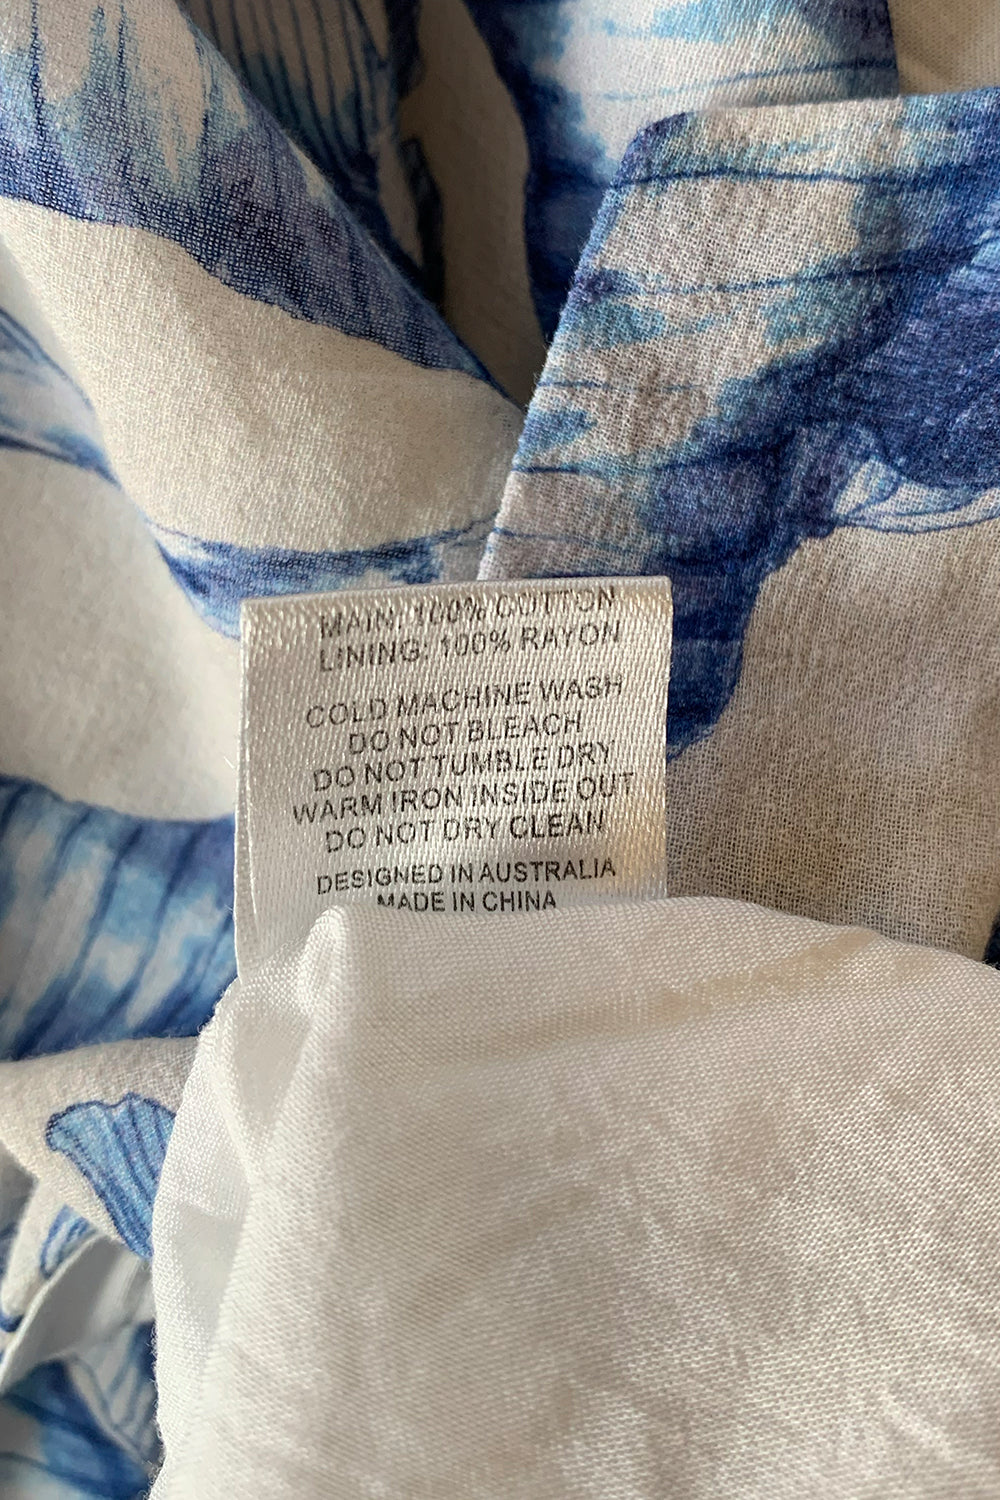 MAIN: 100% COTTON
LINING: 100% RAYON
COLD MACHINE WASH
DO NOT BLEACH
DO NOT TUMBLE DRY
WARM IRON INSIDE OUT
DO NOT DRY CLEAN
DESIGNED IN AUSTRALIA
MADE IN CHINA